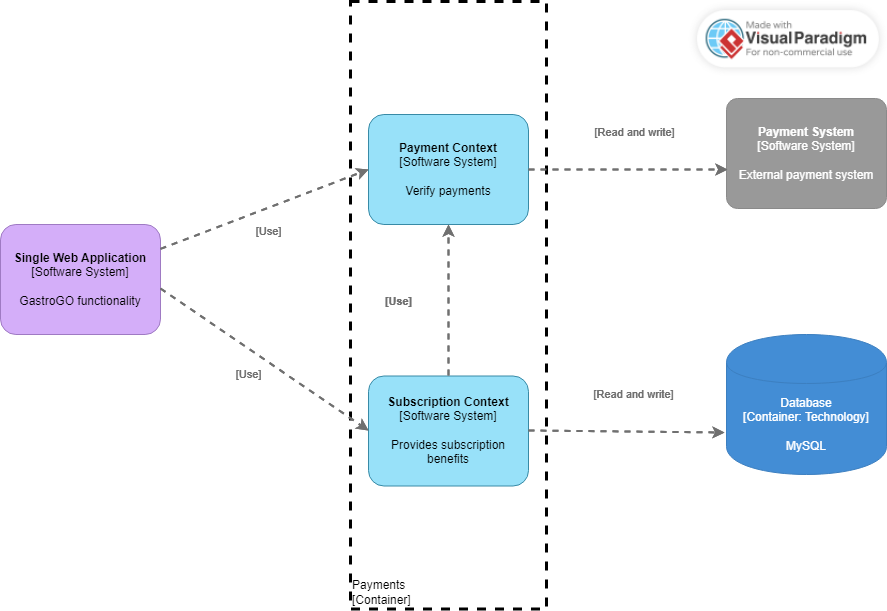 Made with
VisualParadigm
For non-commercial use
Payment Context
[Software System]
Verify payments
[Read and write]
Payment System
[Software System]
External payment system
[Use]
Single Web Application
[Software System]
GastroGO functionality
[Use]
[Use]
Subscription Context
[Software System]
Provides subscription
benefits
[Read and write]
Database
[Container: Technology]
MySQL
Payments
[Container]